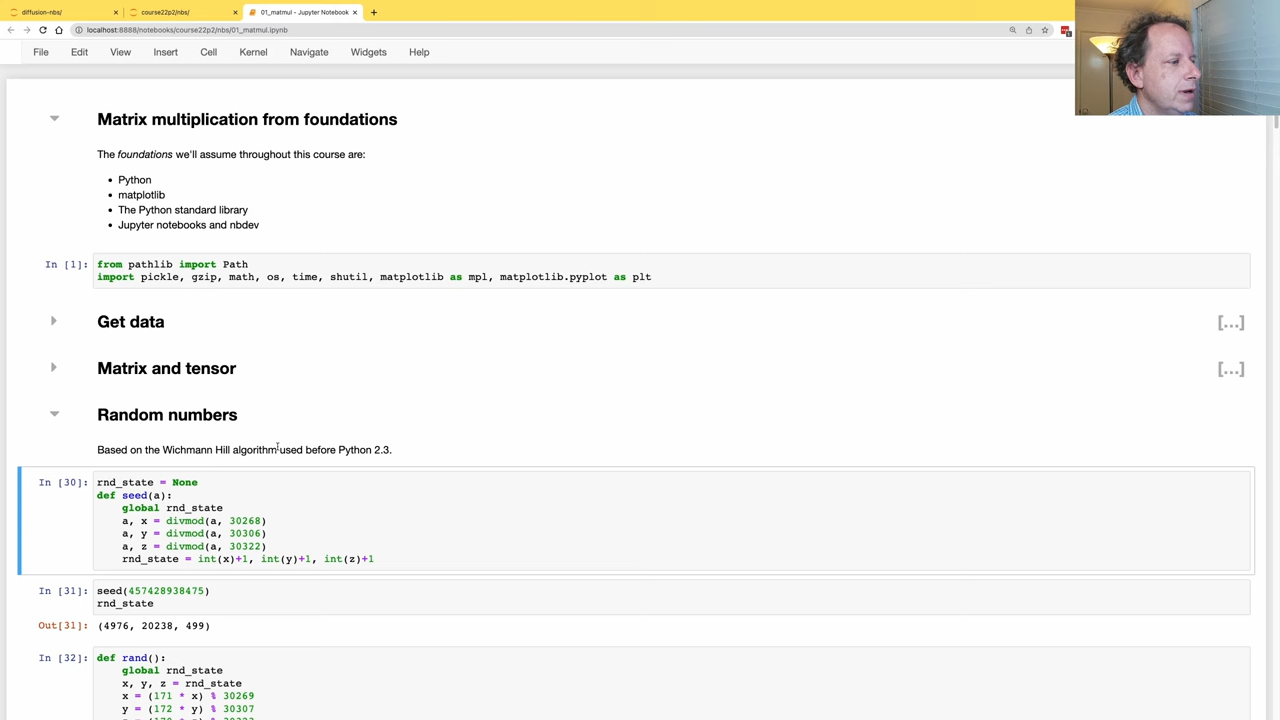 diffusion-nbs/
course22p2/nbs/
01_matmul - Jupyter Notebook
localhost:8888/notebooks/course22p2/nbs/01_matmul.ipynb
File Edit View Insert Cell Kernel Navigate Widgets Help
Matrix multiplication from foundations
The foundations we'll assume throughout this course are:
• Python
• matplotlib
• The Python standard library
• Jupyter notebooks and nbdev
In [1]: from pathlib import Path
import pickle, gzip, math, os, time, shutil, matplotlib as mpl, matplotlib.pyplot as plt
Get data [...]
Matrix and tensor [...]
Random numbers
Based on the Wichmann Hill algorithm used before Python 2.3.
In [30]: rnd_state = None
def seed(a):
global rnd_state
a, x = divmod(a, 30268)
a, y = divmod(a, 30306)
a, z = divmod(a, 30322)
rnd_state = int(x)+1, int(y)+1, int(z)+1
In [31]: seed(457428938475)
rnd_state
Out[31]: (4976, 20238, 499)
In [32]: def rand():
global rnd_state
x, y, z = rnd_state
x = (171 * x) % 30269
y = (172 * y) % 30307